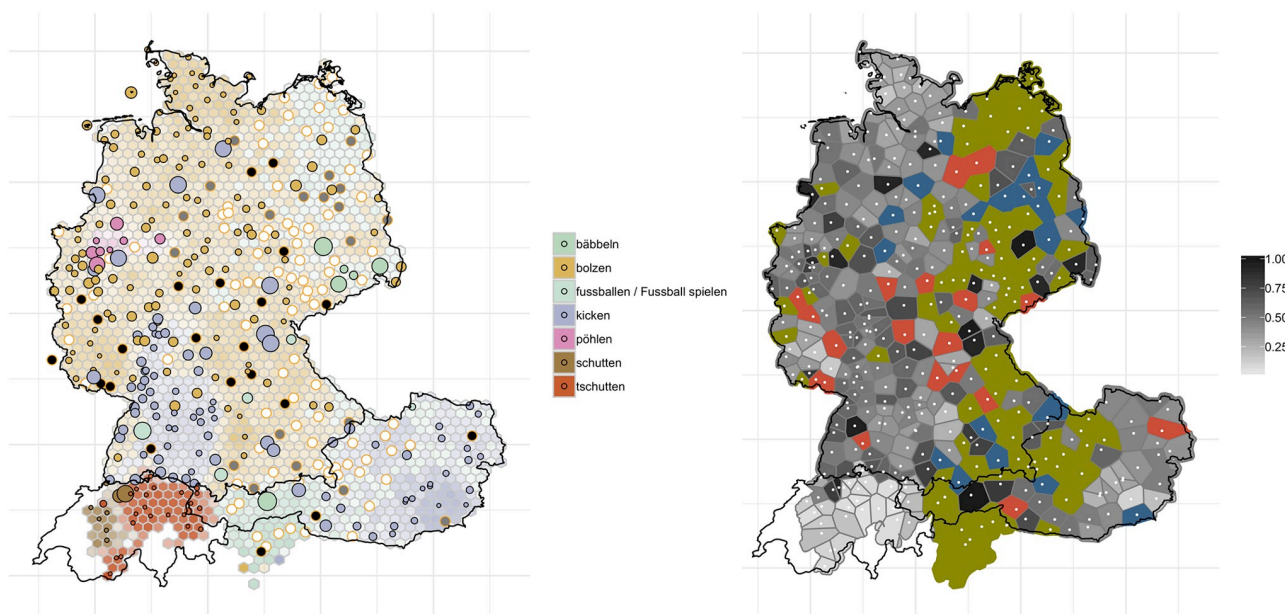 bäbbeln
bolzen
fussballen / Fussball spielen
kicken
pöhlen
schutten
tschutten
1.00
0.75
0.50
0.25